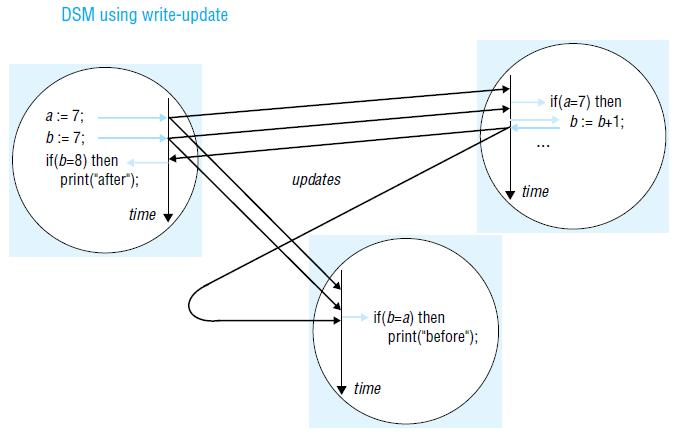 DSM using write-update
a := 7;
b := 7;
if(b=8) then
print("after");
time
updates
if(a=7) then
b := b+1;
...
time
if(b=a) then
print("before");
time